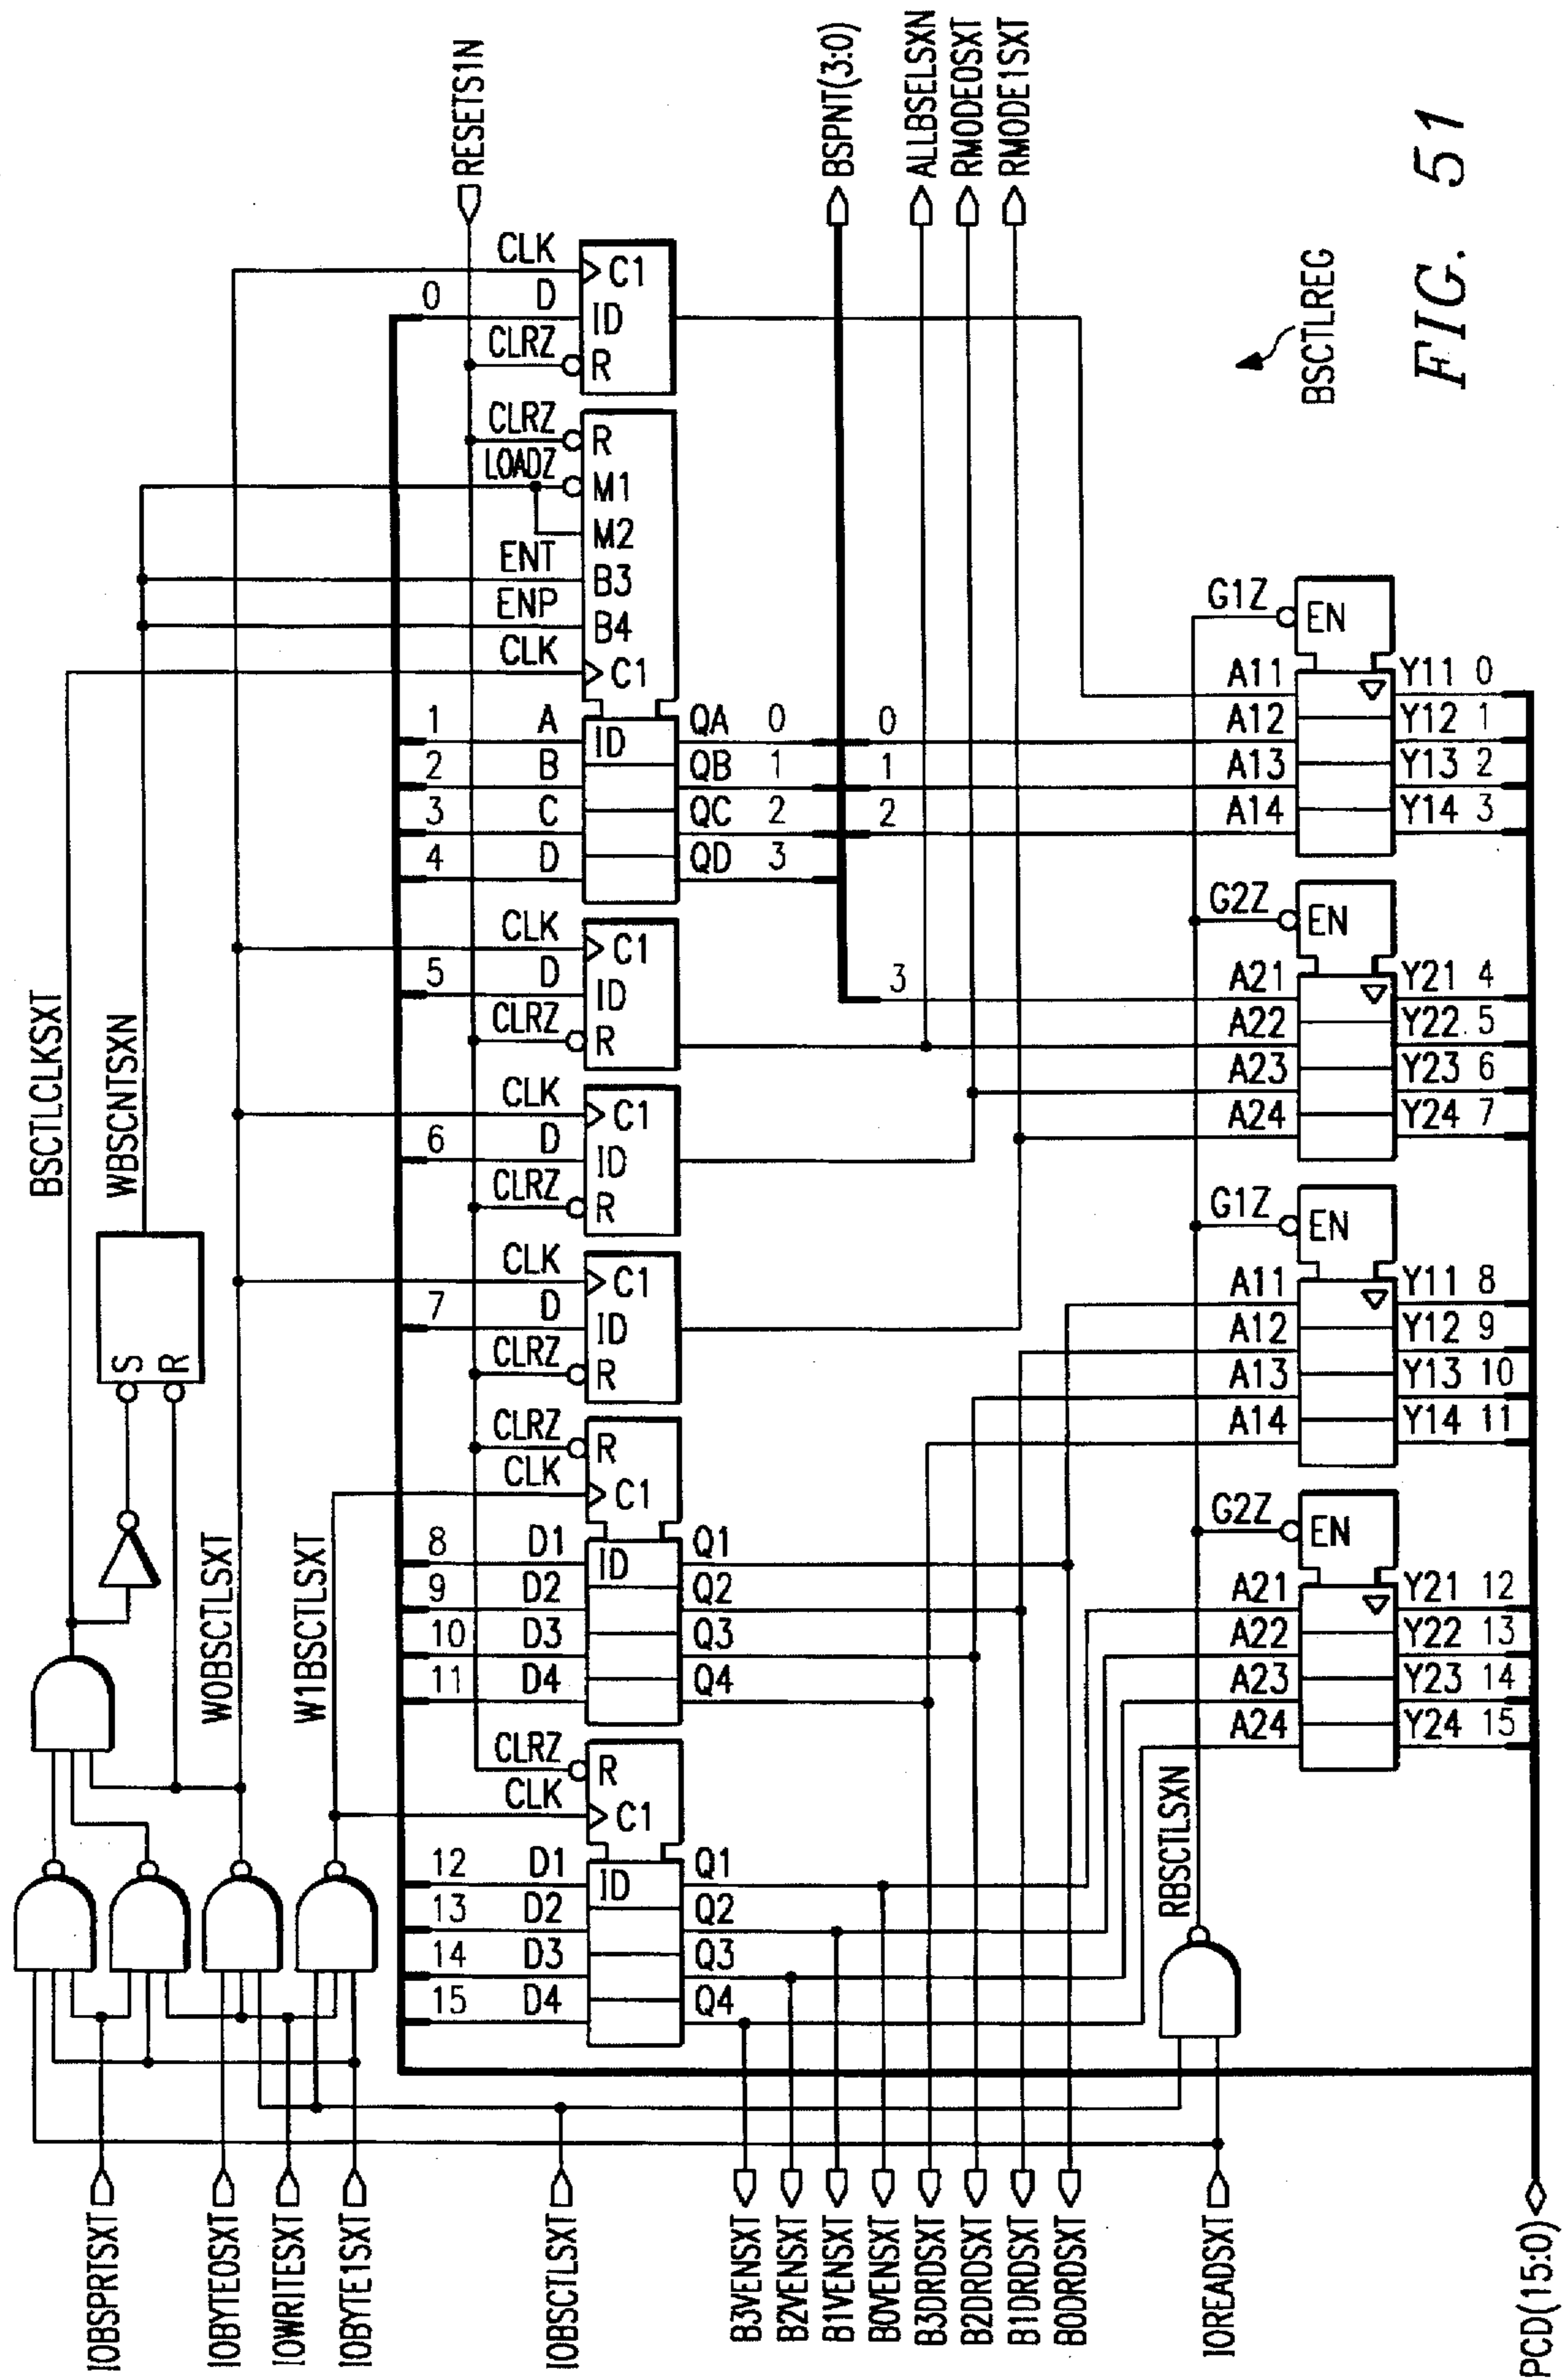 BSCTLCLKSXT
WBSCNTSXN
S
R
W0BSCTLSXT
W1BSCTLSXT
RESETS1N
CLK
C1
0
D
ID
CLRZ
R
CLRZ
R
LOADZ
M1
M2
ENT
B3
ENP
B4
CLK
C1
1 A ID QA 0 0
2 B QB 1 1
3 C QC 2 2
4 D QD 3
3
CLK
C1
5 D
ID
CLRZ
R
CLK
C1
6 D
ID
CLRZ
R
CLK
C1
7 D
ID
CLRZ
R
CLRZ
R
CLK
C1
8 D1 ID Q1
9 D2 Q2
10 D3 Q3
11 D4 Q4
CLRZ
R
CLK
C1
12 D1 ID Q1
13 D2 Q2
14 D3 Q3
15 D4 Q4
BSPNT(3:0)
ALLBSELSXN
RMODE0SXT
RMODE1SXT
G1Z
EN
A11 Y11 0
A12 Y12 1
A13 Y13 2
A14 Y14 3
G2Z
EN
A21 Y21 4
A22 Y22 5
A23 Y23 6
A24 Y24 7
G1Z
EN
A11 Y11 8
A12 Y12 9
A13 Y13 10
A14 Y14 11
G2Z
EN
A21 Y21 12
A22 Y22 13
A23 Y23 14
A24 Y24 15
RBSCTLSXN
IOBSPRTSXT
IOBYTE0SXT
IOWRITESXT
IOBYTE1SXT
IOBSCTLSXT
B3VENSXT
B2VENSXT
B1VENSXT
B0VENSXT
B3DRDSXT
B2DRDSXT
B1DRDSXT
B0DRDSXT
IOREADSXT
PCD(15:0)
BSCTLREG
FIG. 51